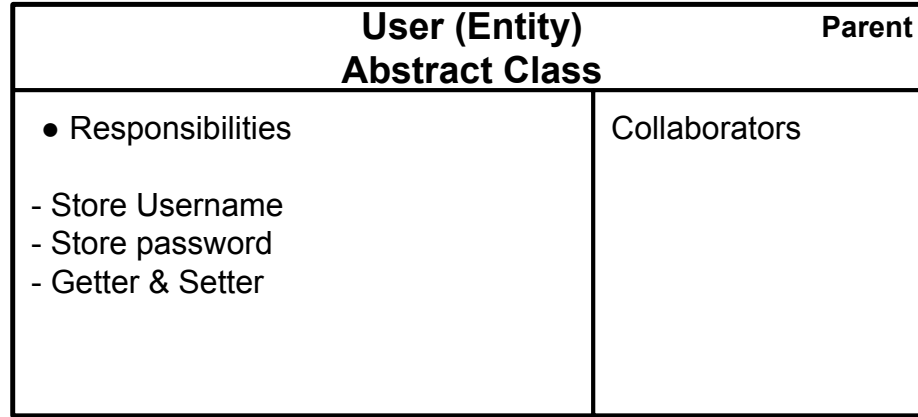 User (Entity)
Parent
Abstract Class
● Responsibilities
- Store Username
- Store password
- Getter & Setter
Collaborators